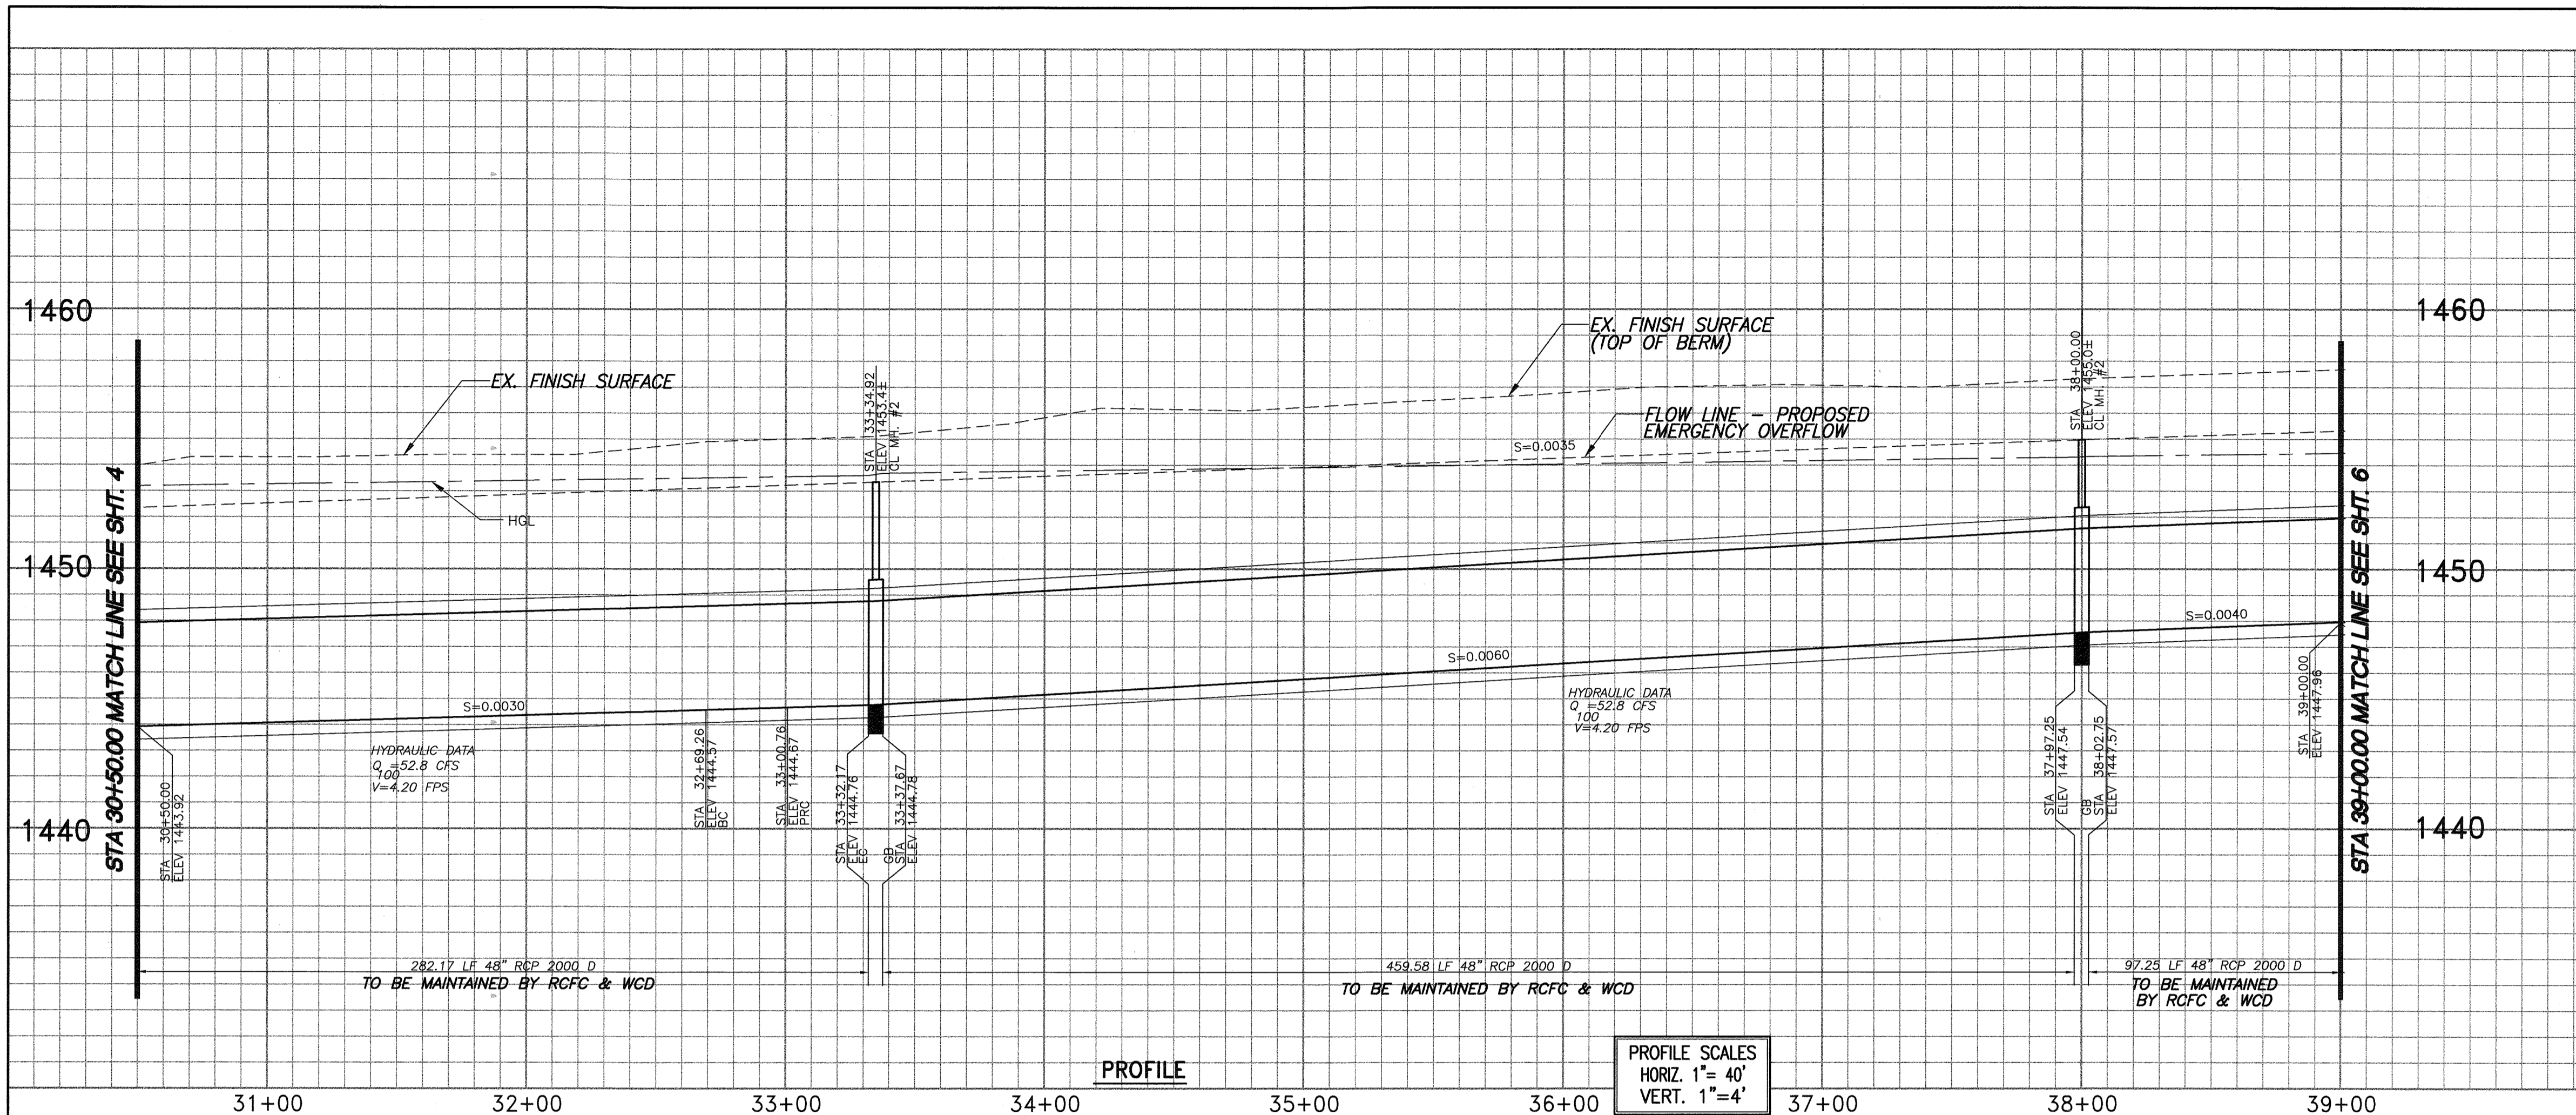 1460
1460
EX. FINISH SURFACE
(TOP OF BERM)
EX. FINISH SURFACE
STA 33+34.92
ELEV 1453.4±
CL MH. #2
STA 38+00.00
ELEV 1455.0±
CL MH. #2
FLOW LINE - PROPOSED
EMERGENCY OVERFLOW
S=0.0035
HGL
1450
1450
STA 30+50.00 MATCH LINE SEE SHT. 4
STA 39+00.00 MATCH LINE SEE SHT. 6
S=0.0040
S=0.0060
S=0.0030
HYDRAULIC DATA
Q =52.8 CFS
100
V=4.20 FPS
HYDRAULIC DATA
Q =52.8 CFS
100
V=4.20 FPS
STA 30+50.00
ELEV 1443.92
STA 32+69.26
ELEV 1444.57
BC
STA 33+00.76
ELEV 1444.67
PRC
STA 33+32.17
ELEV 1444.76
EC
GB
STA 33+37.67
ELEV 1444.78
STA 37+97.25
ELEV 1447.54
GB
STA 38+02.75
ELEV 1447.57
STA 39+00.00
ELEV 1447.96
1440
1440
282.17 LF 48" RCP 2000 D
TO BE MAINTAINED BY RCFC & WCD
459.58 LF 48" RCP 2000 D
TO BE MAINTAINED BY RCFC & WCD
97.25 LF 48" RCP 2000 D
TO BE MAINTAINED
BY RCFC & WCD
PROFILE
PROFILE SCALES
HORIZ. 1"= 40'
VERT. 1"=4'
31+00 32+00 33+00 34+00 35+00 36+00 37+00 38+00 39+00